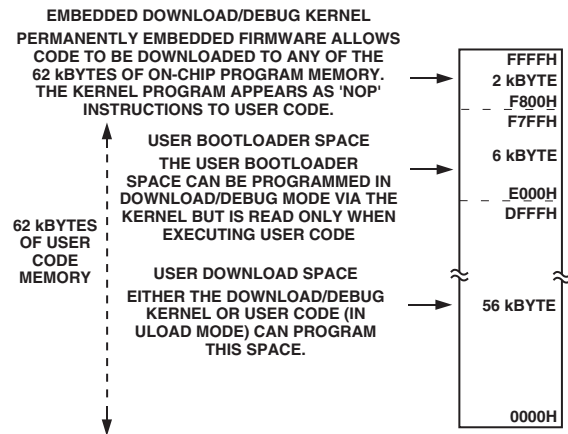 EMBEDDED DOWNLOAD/DEBUG KERNEL
PERMANENTLY EMBEDDED FIRMWARE ALLOWS
CODE TO BE DOWNLOADED TO ANY OF THE
62 kBYTES OF ON-CHIP PROGRAM MEMORY.
THE KERNEL PROGRAM APPEARS AS 'NOP'
INSTRUCTIONS TO USER CODE.
FFFFH
2 kBYTE
F800H
F7FFH
USER BOOTLOADER SPACE
THE USER BOOTLOADER
SPACE CAN BE PROGRAMMED IN
DOWNLOAD/DEBUG MODE VIA THE
KERNEL BUT IS READ ONLY WHEN
EXECUTING USER CODE
6 kBYTE
E000H
DFFFH
62 kBYTES
OF USER
CODE
MEMORY
USER DOWNLOAD SPACE
EITHER THE DOWNLOAD/DEBUG
KERNEL OR USER CODE (IN
ULOAD MODE) CAN PROGRAM
THIS SPACE.
56 kBYTE
0000H